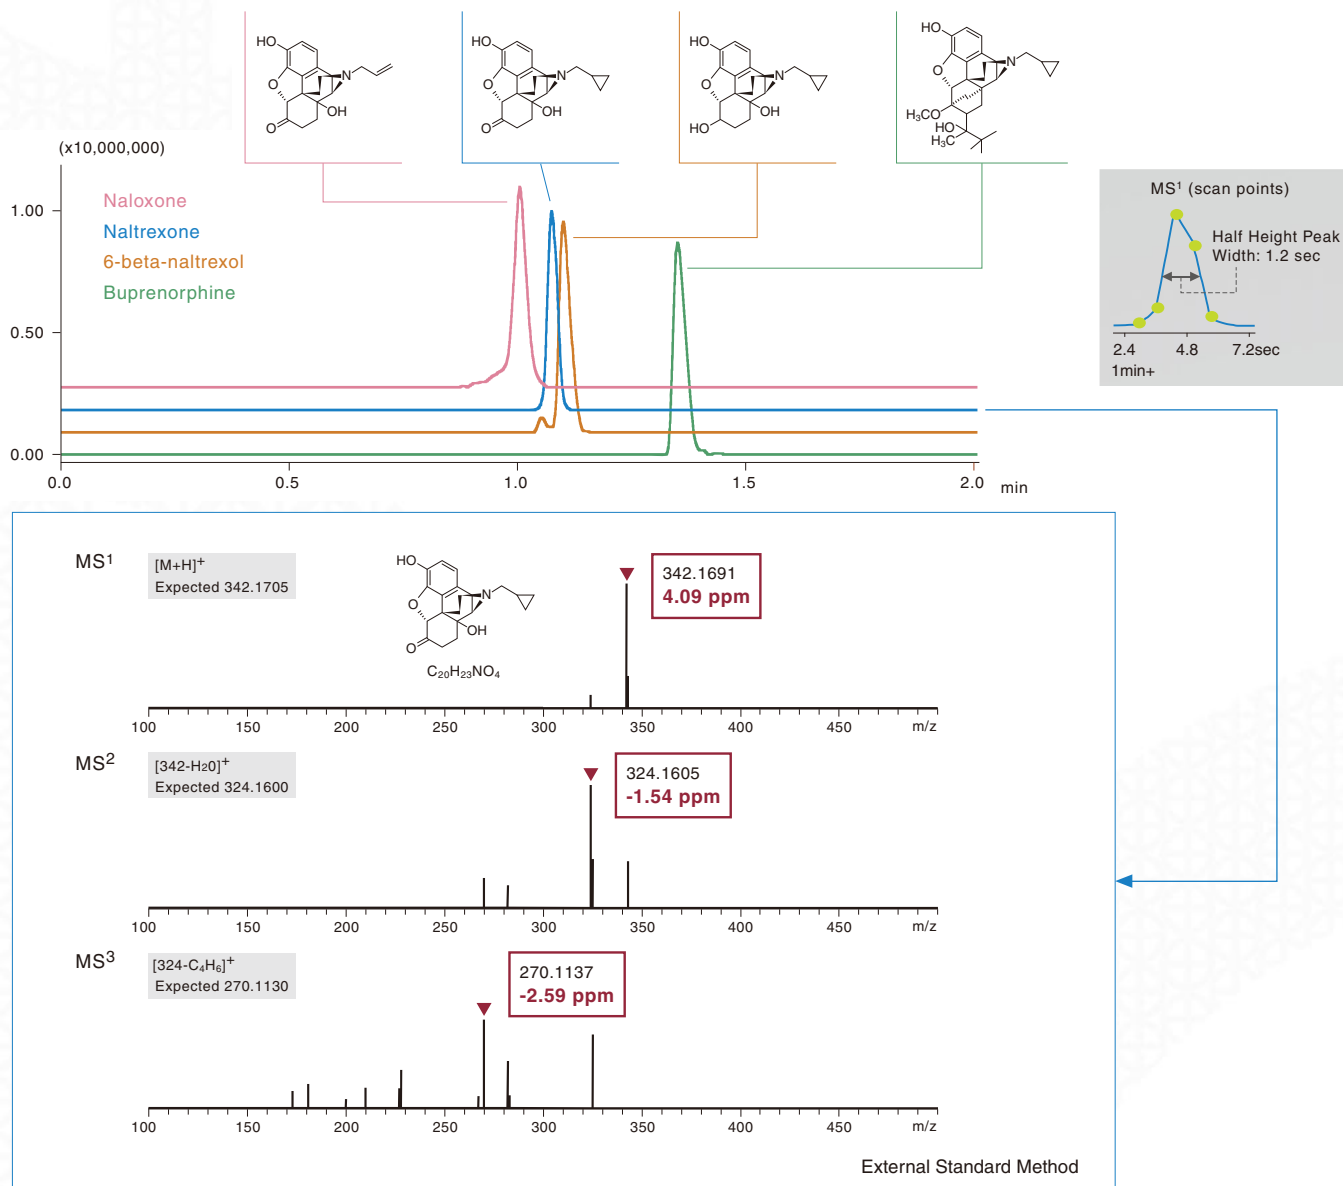 HO
N
O
OH
O
HO
N
O
OH
O
HO
N
O
OH
HO
HO
N
O
H₃CO
HO
H₃C
(x10,000,000)
1.00
0.50
0.00
Naloxone
Naltrexone
6-beta-naltrexol
Buprenorphine
0.0 0.5 1.0 1.5 2.0 min
MS¹ (scan points)
Half Height Peak
Width: 1.2 sec
2.4 4.8 7.2sec
1min+
MS¹
[M+H]⁺
Expected 342.1705
HO
N
O
OH
O
C₂₀H₂₃NO₄
342.1691
4.09 ppm
100 150 200 250 300 350 400 450 m/z
MS²
[342-H₂0]⁺
Expected 324.1600
324.1605
-1.54 ppm
100 150 200 250 300 350 400 450 m/z
MS³
[324-C₄H₆]⁺
Expected 270.1130
270.1137
-2.59 ppm
100 150 200 250 300 350 400 450 m/z
External Standard Method